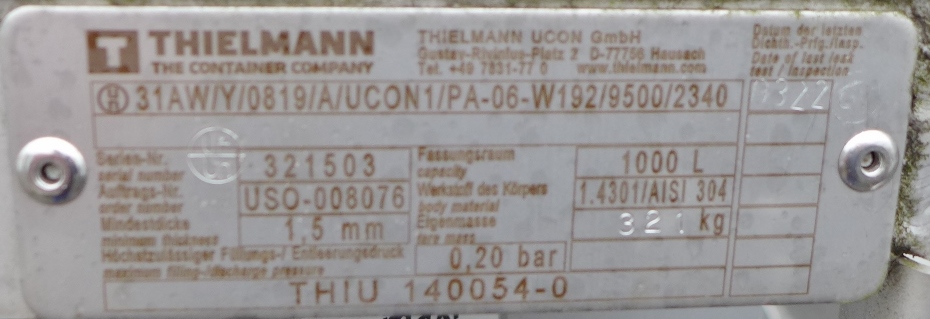 THIELMANN
THE CONTAINER COMPANY
THIELMANN UCON GmbH
Gustav-Rivinius-Platz 2 D-77756 Hausach
Tel. +49 7831-77 0 www.thielmann.com
Datum der letzten
Dichth.-Prfg./Insp.
Date of last leak
test / inspection
un 31AW/Y/0819/A/UCON1/PA-06-W192/9500/2340
0322
Serien-Nr.
serial number
321503
Fassungsraum
capacity
1000 L
Auftrags-Nr.
order number
USO-008076
Werkstoff des Körpers
body material
1.4301/AISI 304
Mindestdicke
minimum thickness
1,5 mm
Eigenmasse
tare mass
321 kg
Höchstzulässiger Füllungs-/ Entleerungsdruck
maximum filling-/discharge pressure
0,20 bar
THIU 140054-0